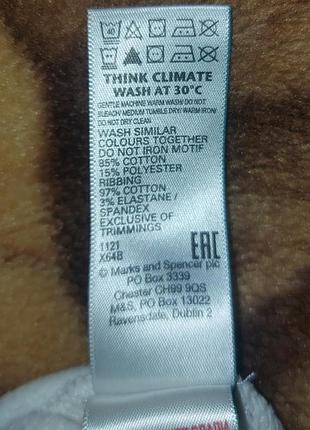 40
THINK CLIMATE
WASH AT 30°C
GENTLE MACHINE WARM WASH/ DO NOT
BLEACH/ MEDIUM TUMBLE DRY/ WARM IRON/
DO NOT DRY CLEAN
WASH SIMILAR
COLOURS TOGETHER
DO NOT IRON MOTIF
85% COTTON
15% POLYESTER
RIBBING
97% COTTON
3% ELASTANE /
SPANDEX
EXCLUSIVE OF
TRIMMINGS
1121
X64B
EAC
© Marks and Spencer plc
PO Box 3339
Chester CH99 9QS
M&S, PO Box 13022
Ravensdale, Dublin 2